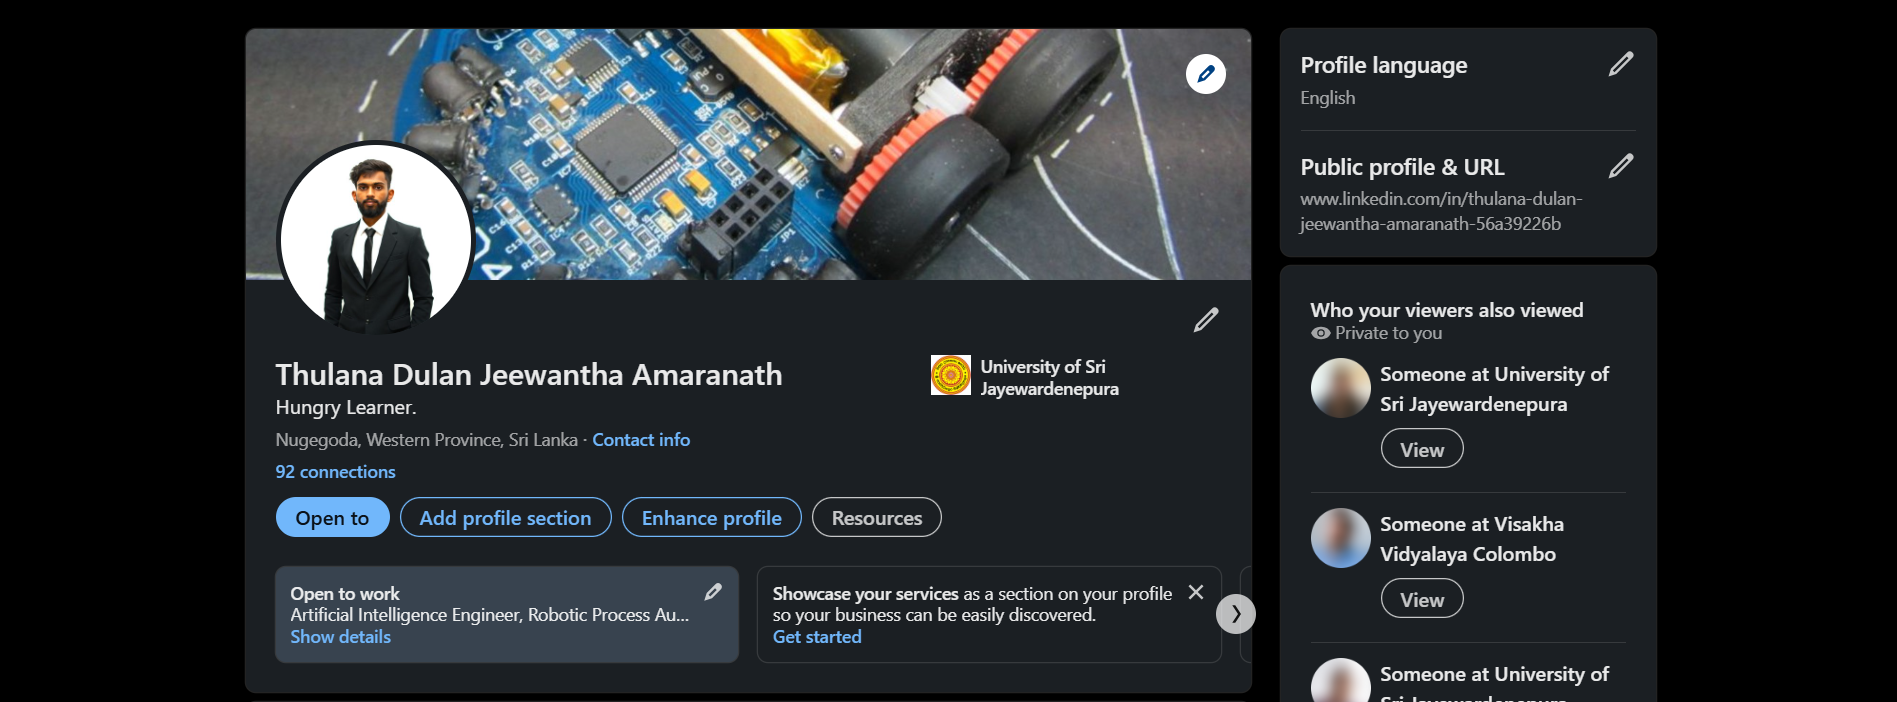 Thulana Dulan Jeewantha Amaranath
Hungry Learner.
Nugegoda, Western Province, Sri Lanka · Contact info
92 connections
University of Sri
Jayewardenepura
Open to
Add profile section
Enhance profile
Resources
Open to work
Artificial Intelligence Engineer, Robotic Process Au...
Show details
Showcase your services as a section on your profile
so your business can be easily discovered.
Get started
Profile language
English
Public profile & URL
www.linkedin.com/in/thulana-dulan-
jeewantha-amaranath-56a39226b
Who your viewers also viewed
Private to you
Someone at University of
Sri Jayewardenepura
View
Someone at Visakha
Vidyalaya Colombo
View
Someone at University of
Sri Jayewardenepura